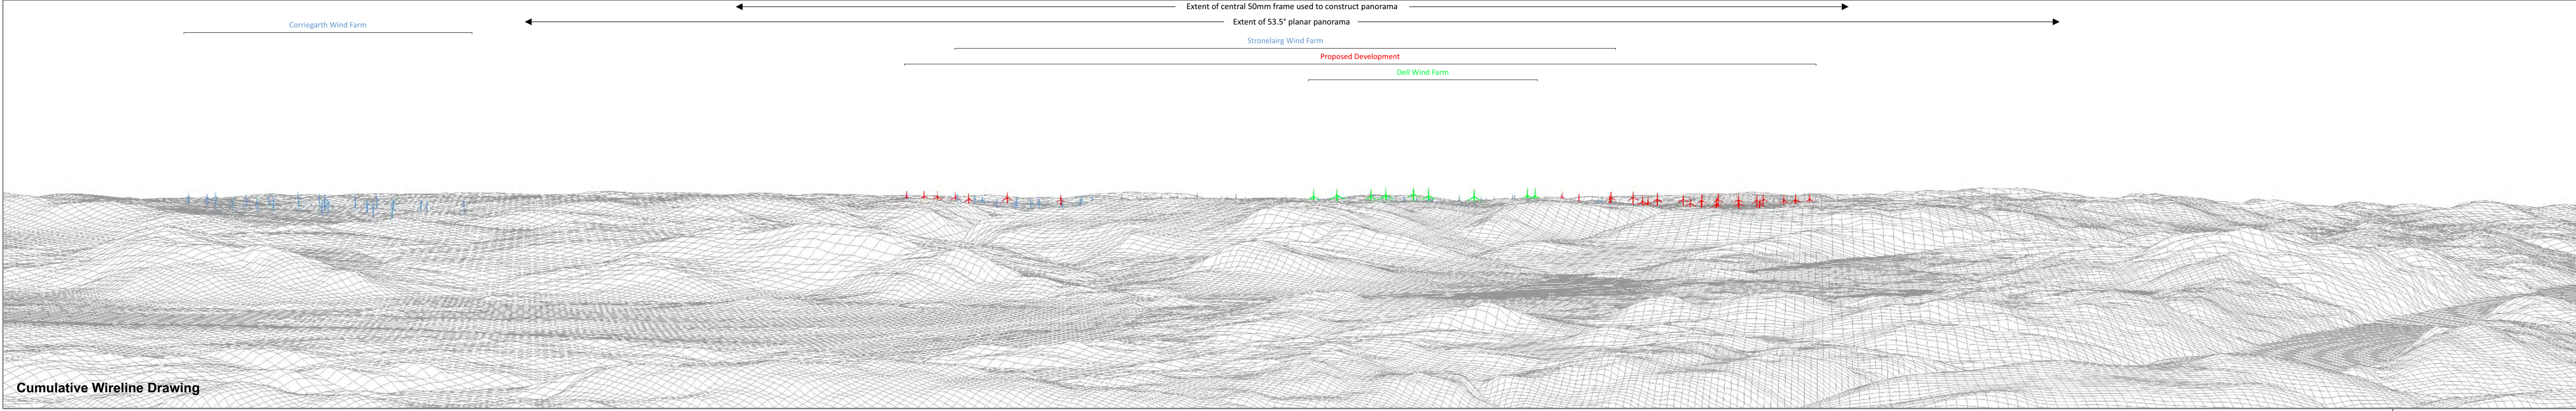 Extent of central 50mm frame used to construct panorama
Extent of 53.5° planar panorama
Corriegarth Wind Farm
Stronelairg Wind Farm
Proposed Development
Dell Wind Farm
Cumulative Wireline Drawing